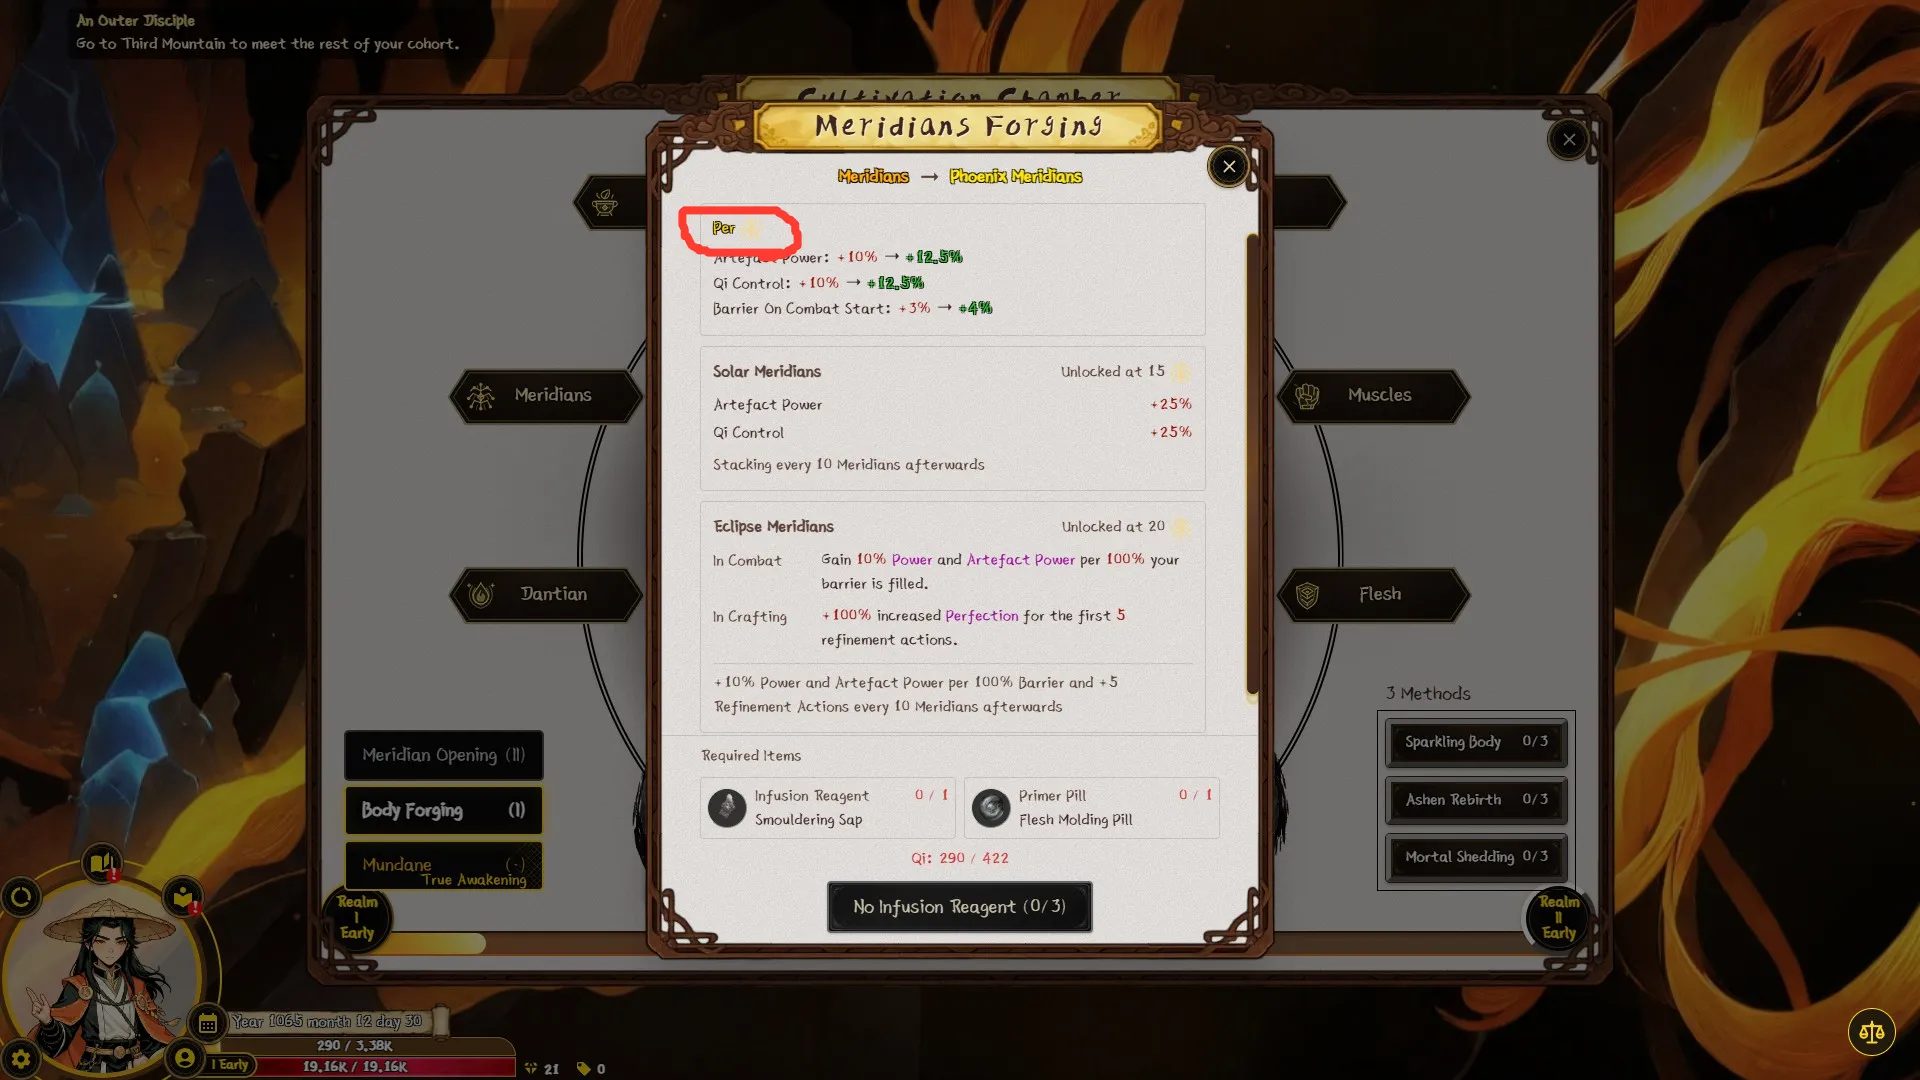 An Outer Disciple
Go to Third Mountain to meet the rest of your cohort.
Cultivation Chamber
Meridians Forging
Meridians → Phoenix Meridians
Per
Artefact Power: +10% → +12.5%
Qi Control: +10% → +12.5%
Barrier On Combat Start: +3% → +4%
Solar Meridians Unlocked at 15
Artefact Power +25%
Qi Control +25%
Stacking every 10 Meridians afterwards
Eclipse Meridians Unlocked at 20
In Combat Gain 10% Power and Artefact Power per 100% your
barrier is filled.
In Crafting +100% increased Perfection for the first 5
refinement actions.
+10% Power and Artefact Power per 100% Barrier and +5
Refinement Actions every 10 Meridians afterwards
Required Items
Infusion Reagent 0 / 1
Smouldering Sap
Primer Pill 0 / 1
Flesh Molding Pill
Qi: 290 / 422
No Infusion Reagent (0/3)
Meridians
Dantian
Muscles
Flesh
Meridian Opening (II)
Body Forging (I)
Mundane (-)
True Awakening
Realm
I
Early
3 Methods
Sparkling Body 0/3
Ashen Rebirth 0/3
Mortal Shedding 0/3
Realm
II
Early
Year 1065 month 12 day 30
290 / 3.38K
I Early
19.16K / 19.16K
21
0